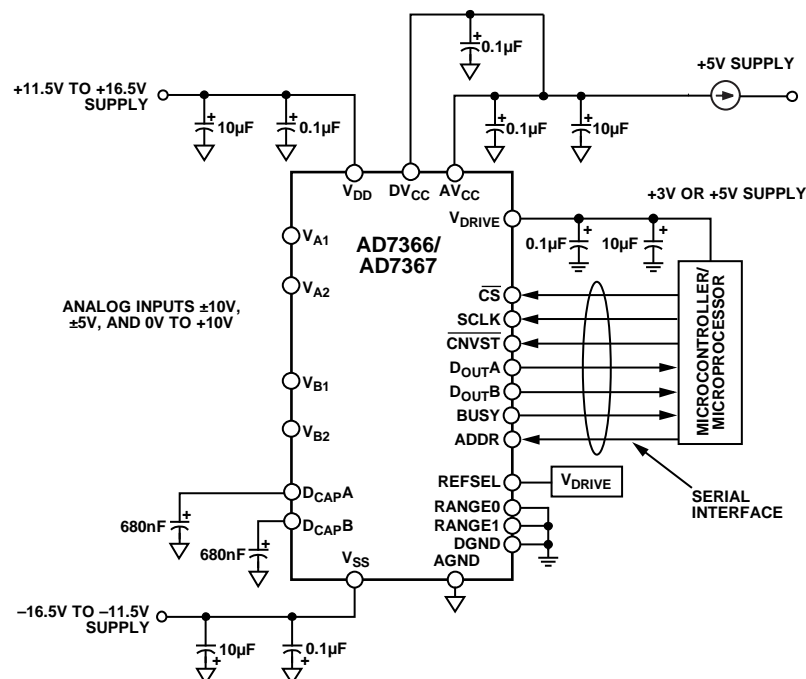 0.1µF
+5V SUPPLY
+11.5V TO +16.5V
SUPPLY
10µF
0.1µF
0.1µF
10µF
VDD
DVCC
AVCC
+3V OR +5V SUPPLY
VDRIVE
0.1µF
10µF
AD7366/
AD7367
VA1
VA2
ANALOG INPUTS ±10V,
±5V, AND 0V TO +10V
VB1
VB2
CS
SCLK
CNVST
DOUTA
DOUTB
BUSY
ADDR
MICROCONTROLLER/
MICROPROCESSOR
SERIAL
INTERFACE
REFSEL
VDRIVE
RANGE0
RANGE1
DGND
AGND
DCAPA
DCAPB
680nF
680nF
VSS
–16.5V TO –11.5V
SUPPLY
10µF
0.1µF
+
+
+
+
+
+
+
+
+
+
+